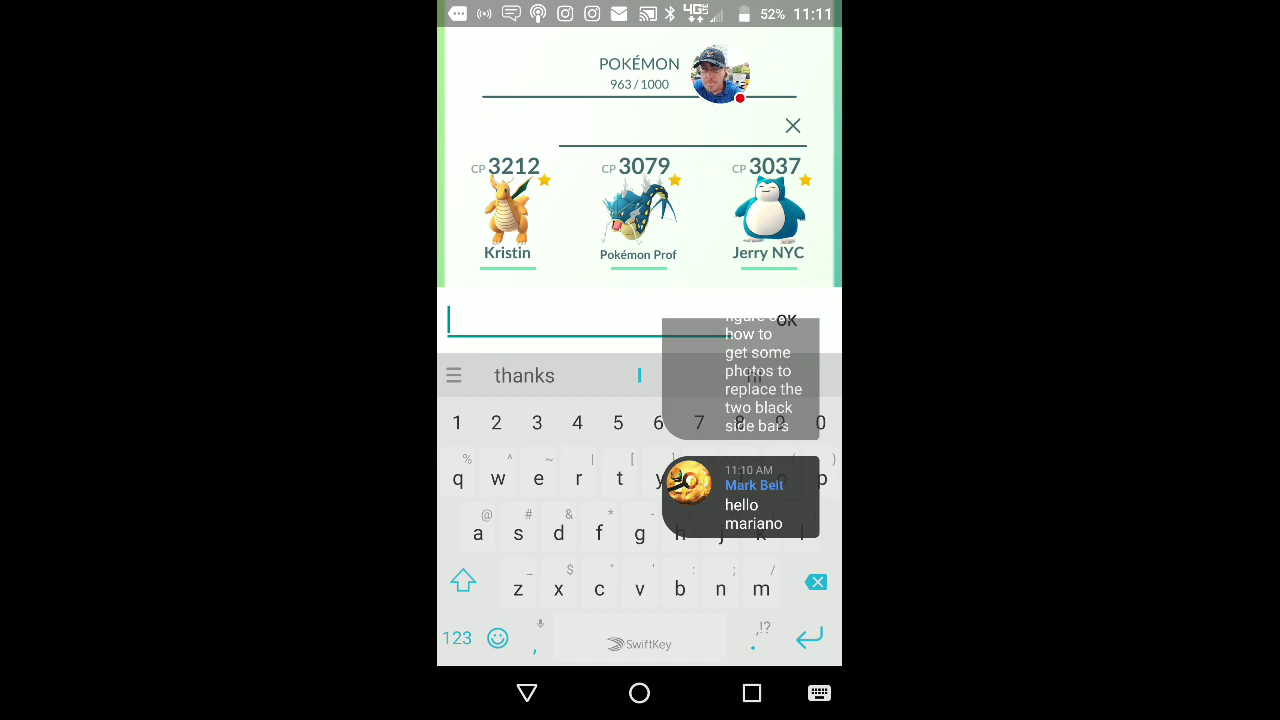 4G LTE 52% 11:11
POKÉMON
963 / 1000
CP 3212 CP 3079 CP 3037
Kristin Pokémon Prof Jerry NYC
OK
how to
get some
photos to
replace the
two black
side bars
thanks I
1 2 3 4 5 6 7 8 9 0
% ^ ~ | [ ] }
q w e r t y o p
11:10 AM
Mark Belt
hello
mariano
@ # & * -
a s d f g h j k l
_ $ " ' : ; /
z x c v b n m
123 , SwiftKey . ,!?